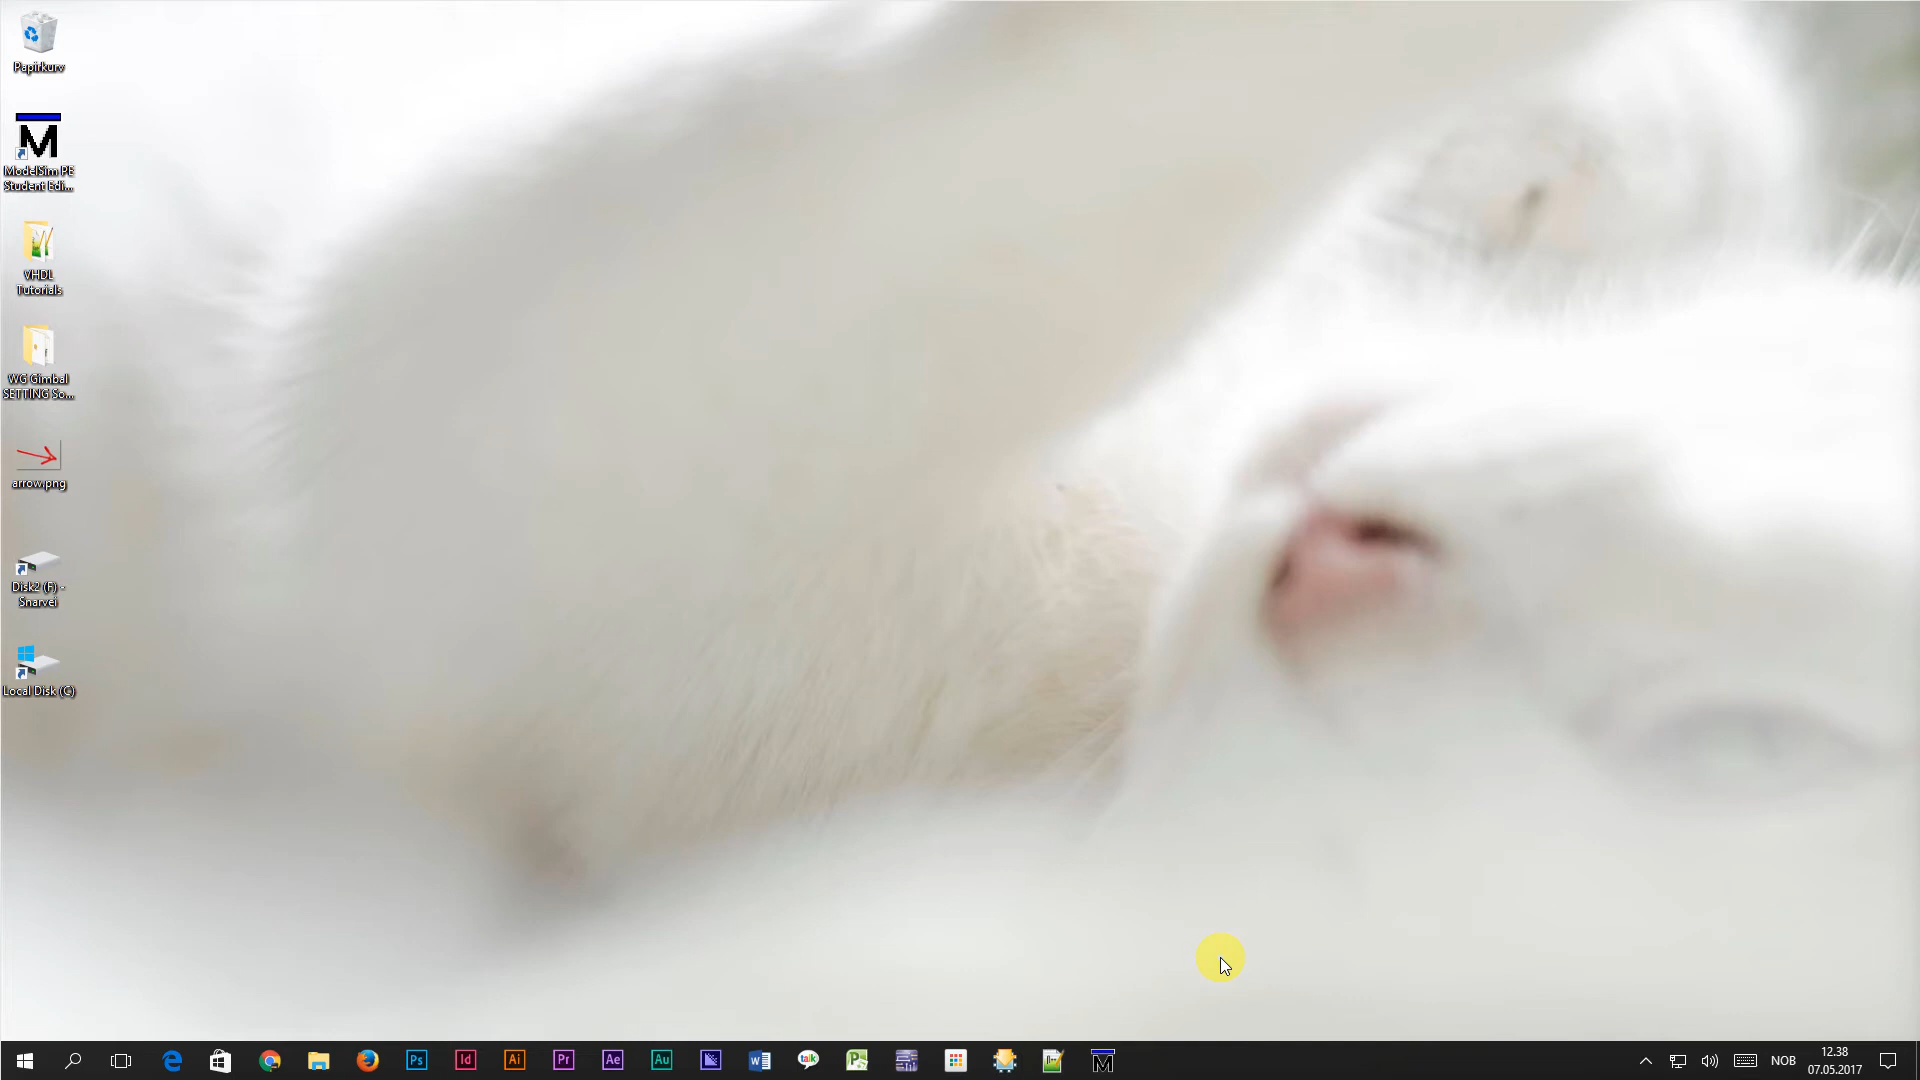 Papirkurv
M
ModelSim PE
Student Edi...
VHDL
Tutorials
WG Gimbal
SETTING So...
arrow.png
Disk2 (F) -
Snarvei
Local Disk (C)
Ps
Id
Ai
Pr
Ae
Au
W
talk
M
NOB
12.38
07.05.2017